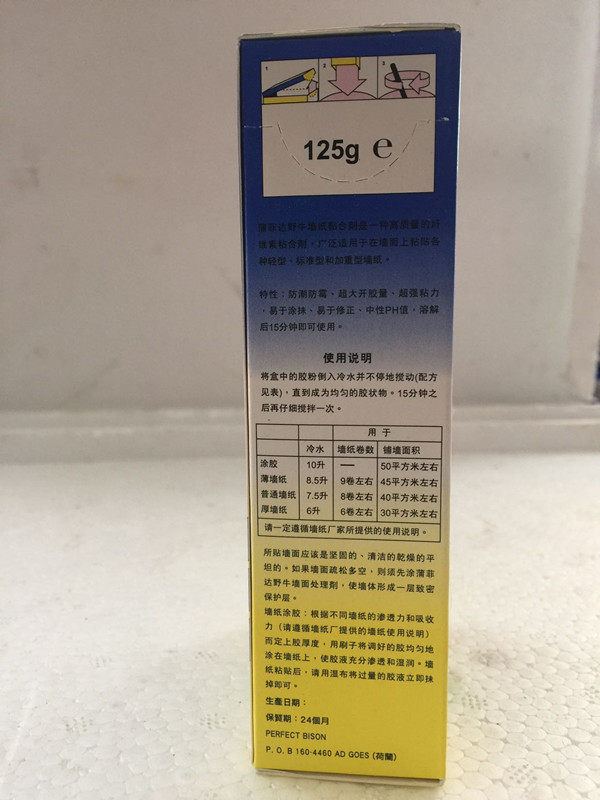 1 2 3
125g ℮
蒲菲达野牛墙纸黏合劑是一种高质量的纤
维素粘合劑，广泛适用于在墙面上粘贴各
种轻型、标准型和加重型墙纸。
特性：防潮防霉、超大开胶量、超强粘力
，易于涂抹、易于修正、中性PH值，溶解
后15分钟即可使用。
使用说明
将盒中的胶粉倒入冷水并不停地搅动(配方
见表)，直到成为均匀的胶状物。15分钟之
后再仔细搅拌一次。
用于
冷水 墙纸卷数 铺墙面积
涂胶 10升 — 50平方米左右
薄墙纸 8.5升 9卷左右 45平方米左右
普通墙纸 7.5升 8卷左右 40平方米左右
厚墙纸 6升 6卷左右 30平方米左右
请一定遵循墙纸厂家所提供的使用说明。
所贴墙面应该是坚固的、清洁的乾燥的平
坦的。如果墙面疏松多空，则须先涂蒲菲
达野牛墙面处理劑，使墙体形成一层致密
保护层。
墙纸涂胶：根据不同墙纸的渗透力和吸收
力（请遵循墙纸厂提供的墙纸使用说明）
而定上胶厚度，用刷子将调好的胶均匀地
涂在墙纸上，使胶液充分渗透和湿润。墙
纸粘贴后，请用湿布将过量的胶液立即抹
掉即可。
生產日期：
保質期：24個月
PERFECT BISON
P. O. B 160-4460 AD GOES (荷蘭)